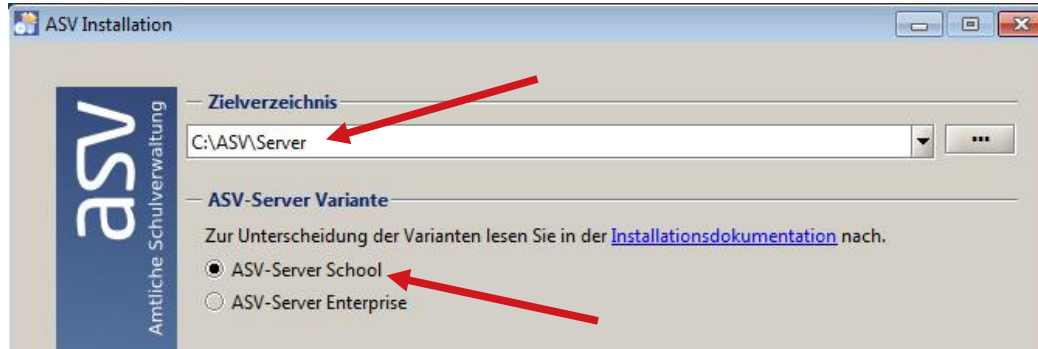 ASV Installation
asv
Amtliche Schulverwaltung
Zielverzeichnis
C:\ASV\Server
...
ASV-Server Variante
Zur Unterscheidung der Varianten lesen Sie in der Installationsdokumentation nach.
ASV-Server School
ASV-Server Enterprise